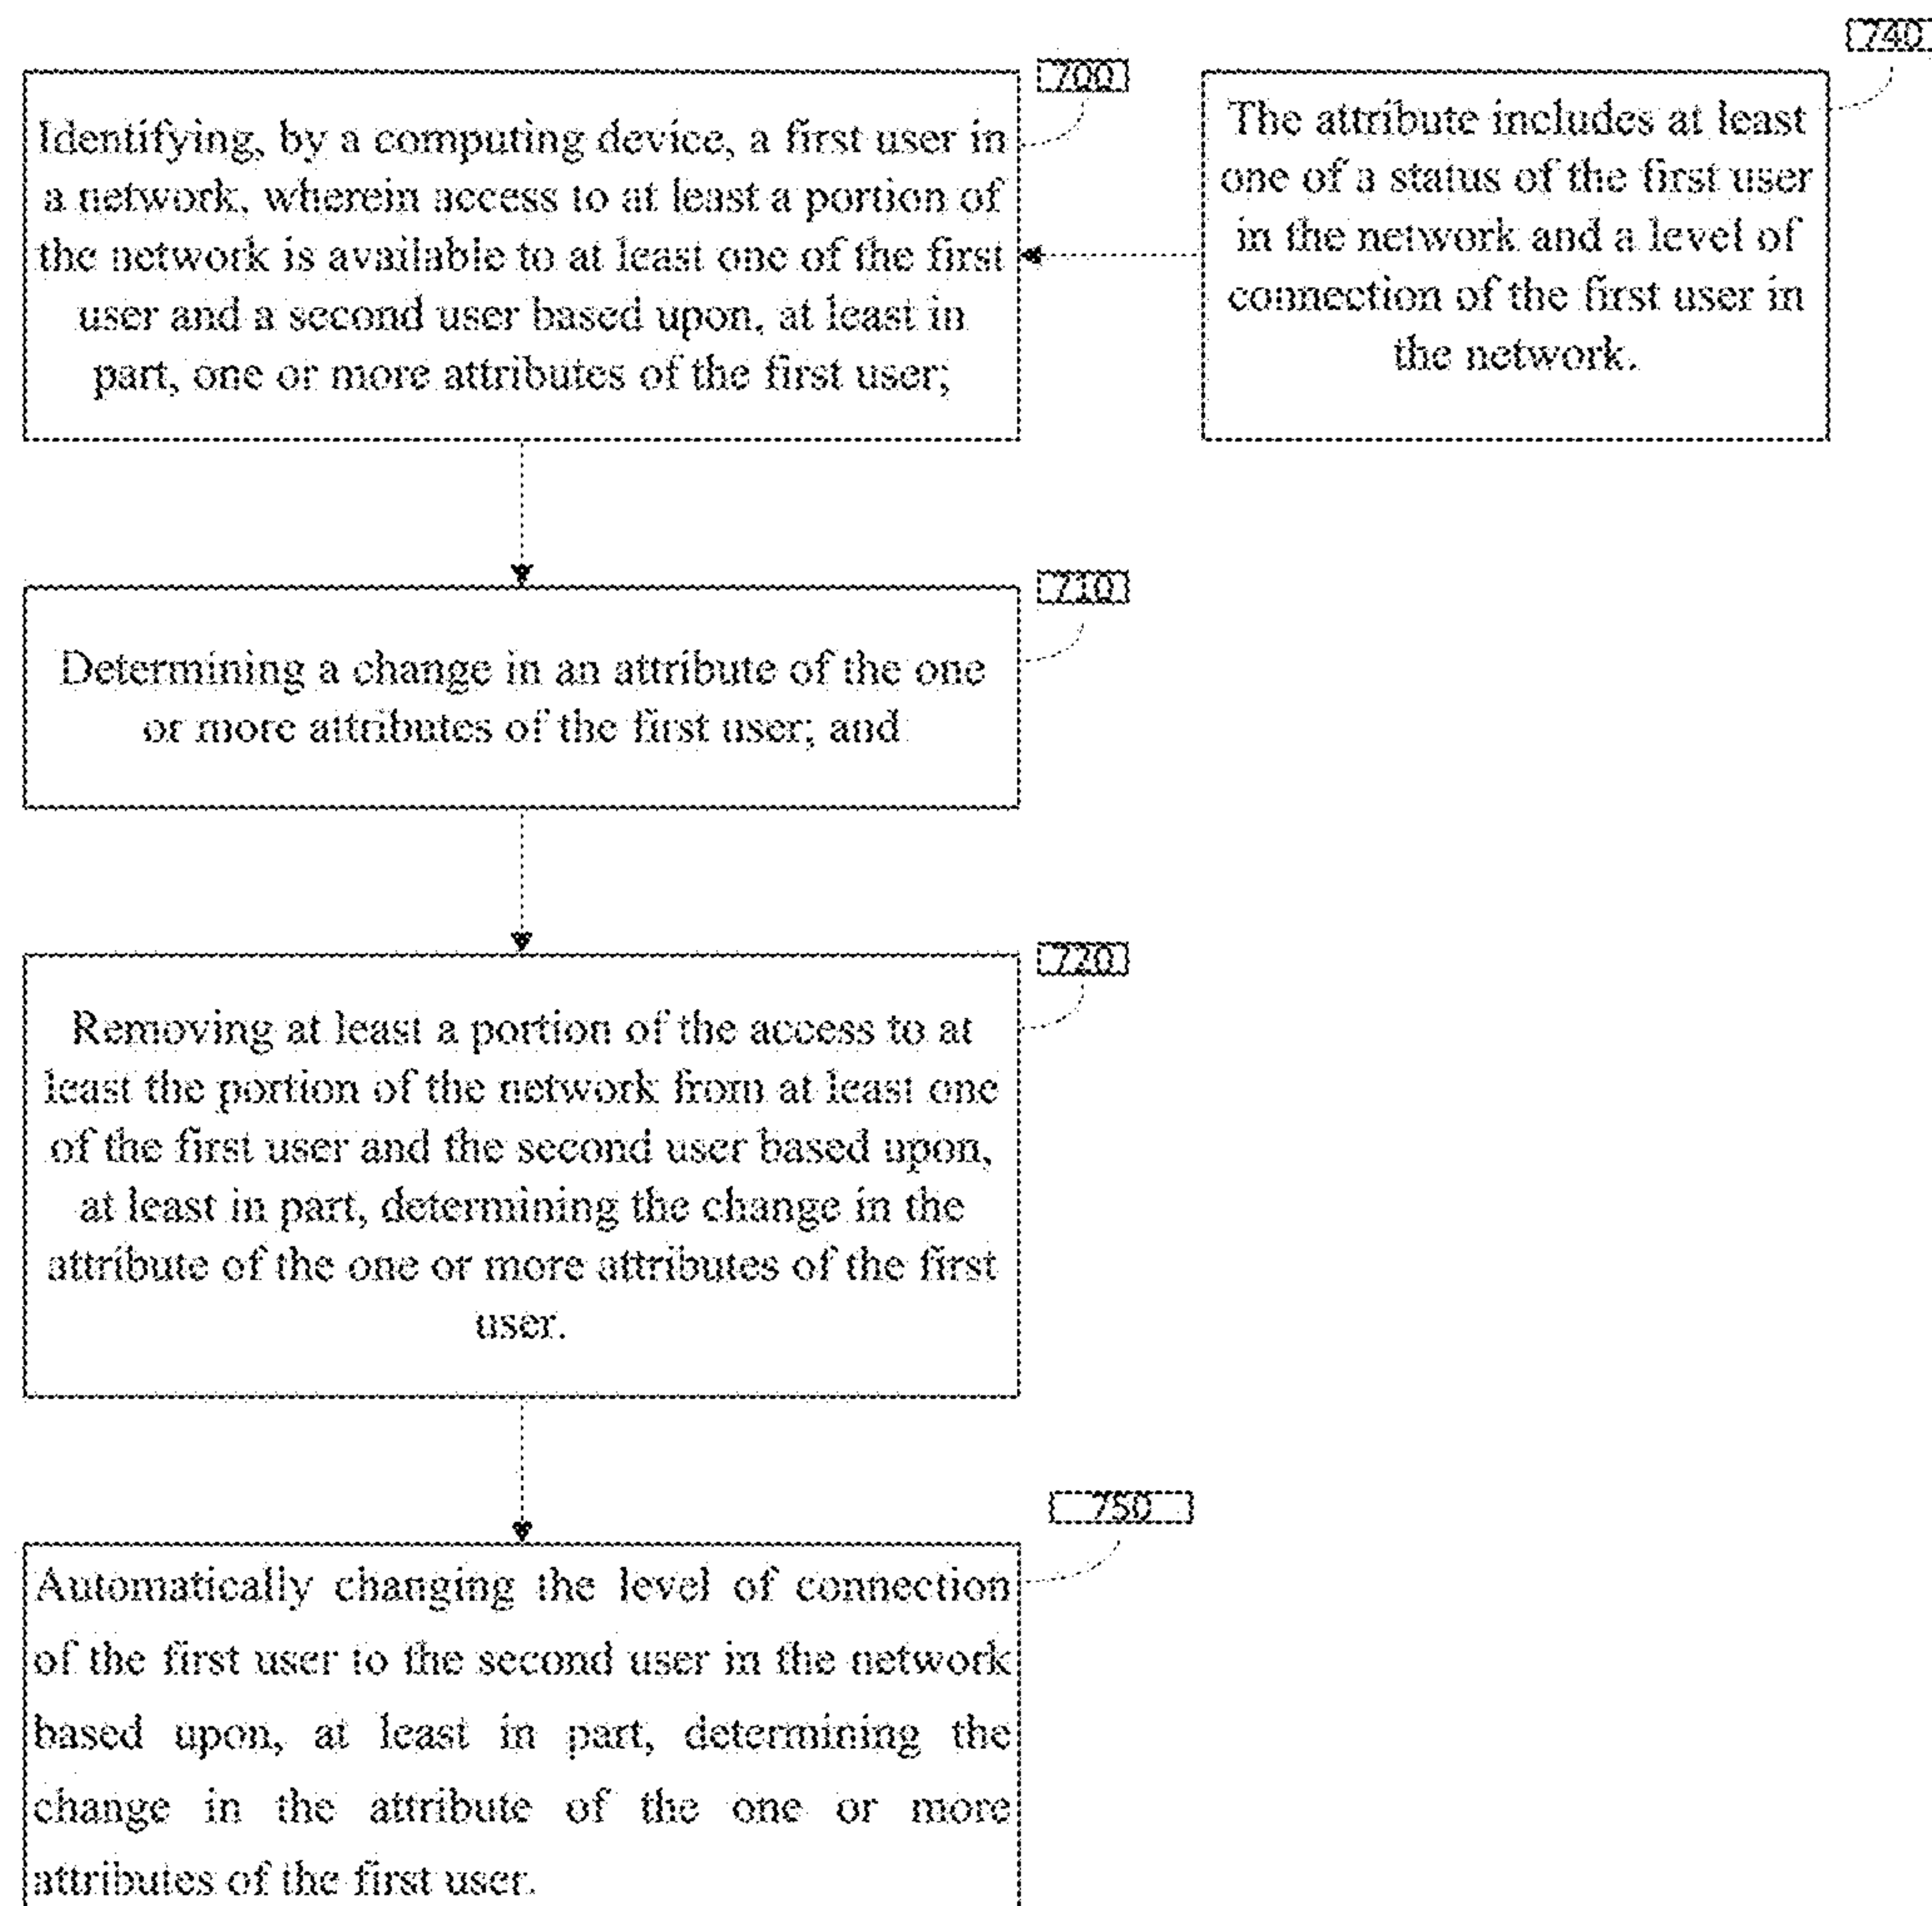 740
700
Identifying, by a computing device, a first user in
a network, wherein access to at least a portion of
the network is available to at least one of the first
user and a second user based upon, at least in
part, one or more attributes of the first user;
The attribute includes at least
one of a status of the first user
in the network and a level of
connection of the first user in
the network.
710
Determining a change in an attribute of the one
or more attributes of the first user; and
720
Removing at least a portion of the access to at
least the portion of the network from at least one
of the first user and the second user based upon,
at least in part, determining the change in the
attribute of the one or more attributes of the first
user.
750
Automatically changing the level of connection
of the first user to the second user in the network
based upon, at least in part, determining the
change in the attribute of the one or more
attributes of the first user.